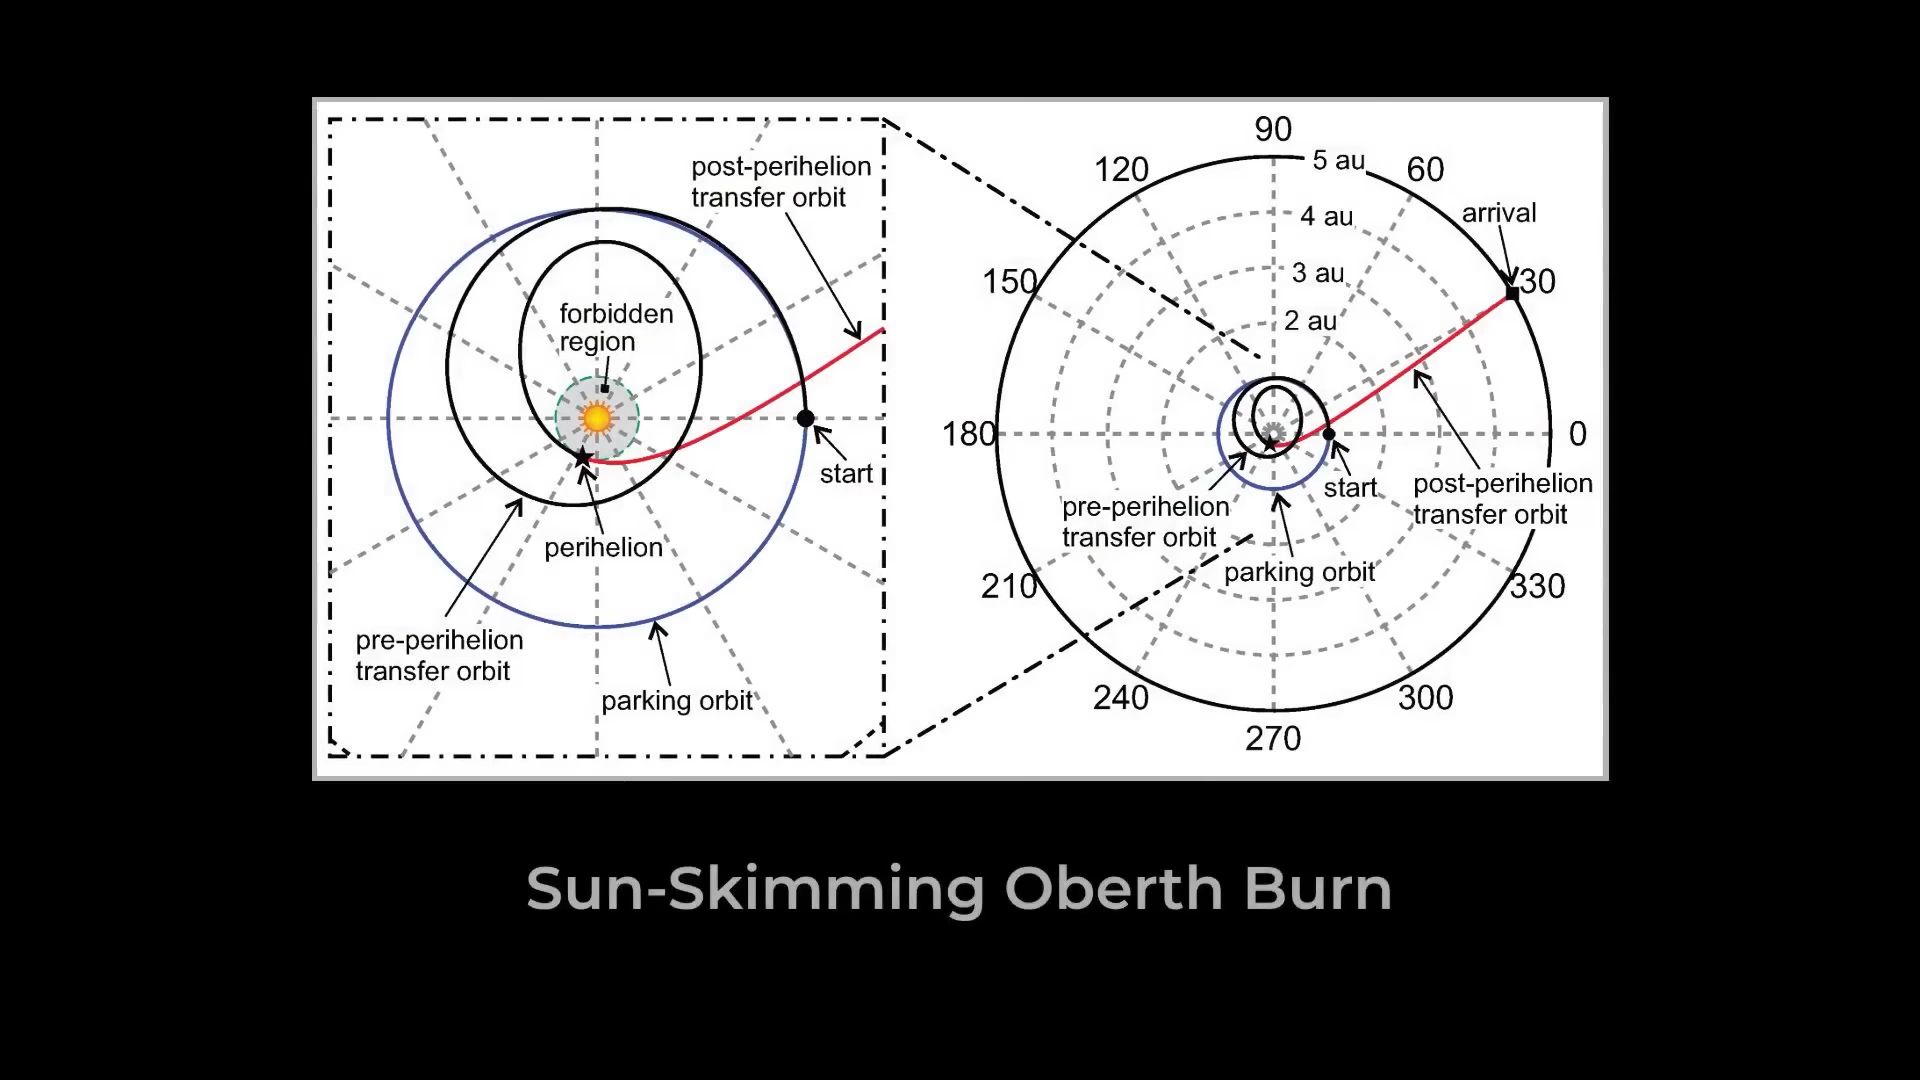 post-perihelion
transfer orbit
forbidden
region
start
perihelion
pre-perihelion
transfer orbit
parking orbit
90
120
5 au
60
4 au
arrival
150
3 au
30
2 au
180
0
start
post-perihelion
transfer orbit
pre-perihelion
transfer orbit
parking orbit
210
330
240
300
270
Sun-Skimming Oberth Burn